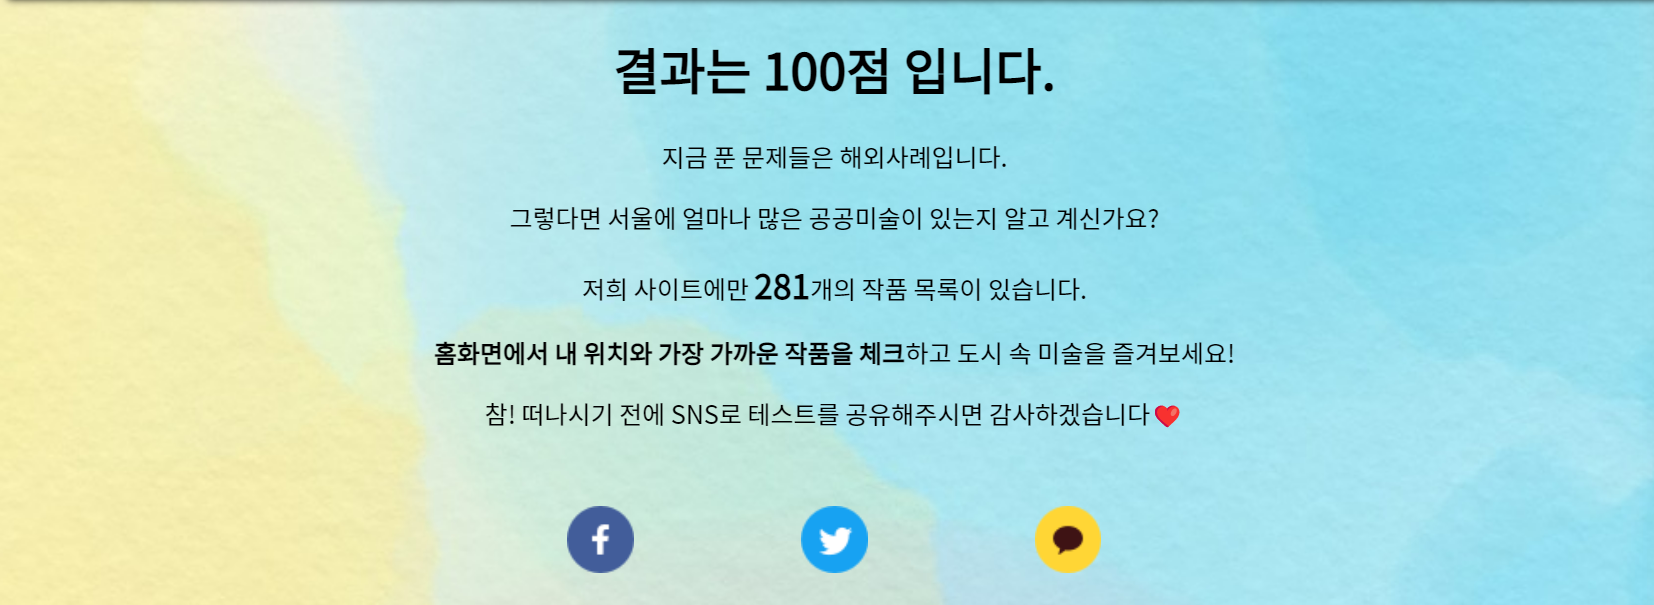 결과는 100점 입니다.
지금 푼 문제들은 해외사례입니다.
그렇다면 서울에 얼마나 많은 공공미술이 있는지 알고 계신가요?
저희 사이트에만 281개의 작품 목록이 있습니다.
홈화면에서 내 위치와 가장 가까운 작품을 체크하고 도시 속 미술을 즐겨보세요!
참! 떠나시기 전에 SNS로 테스트를 공유해주시면 감사하겠습니다❤️